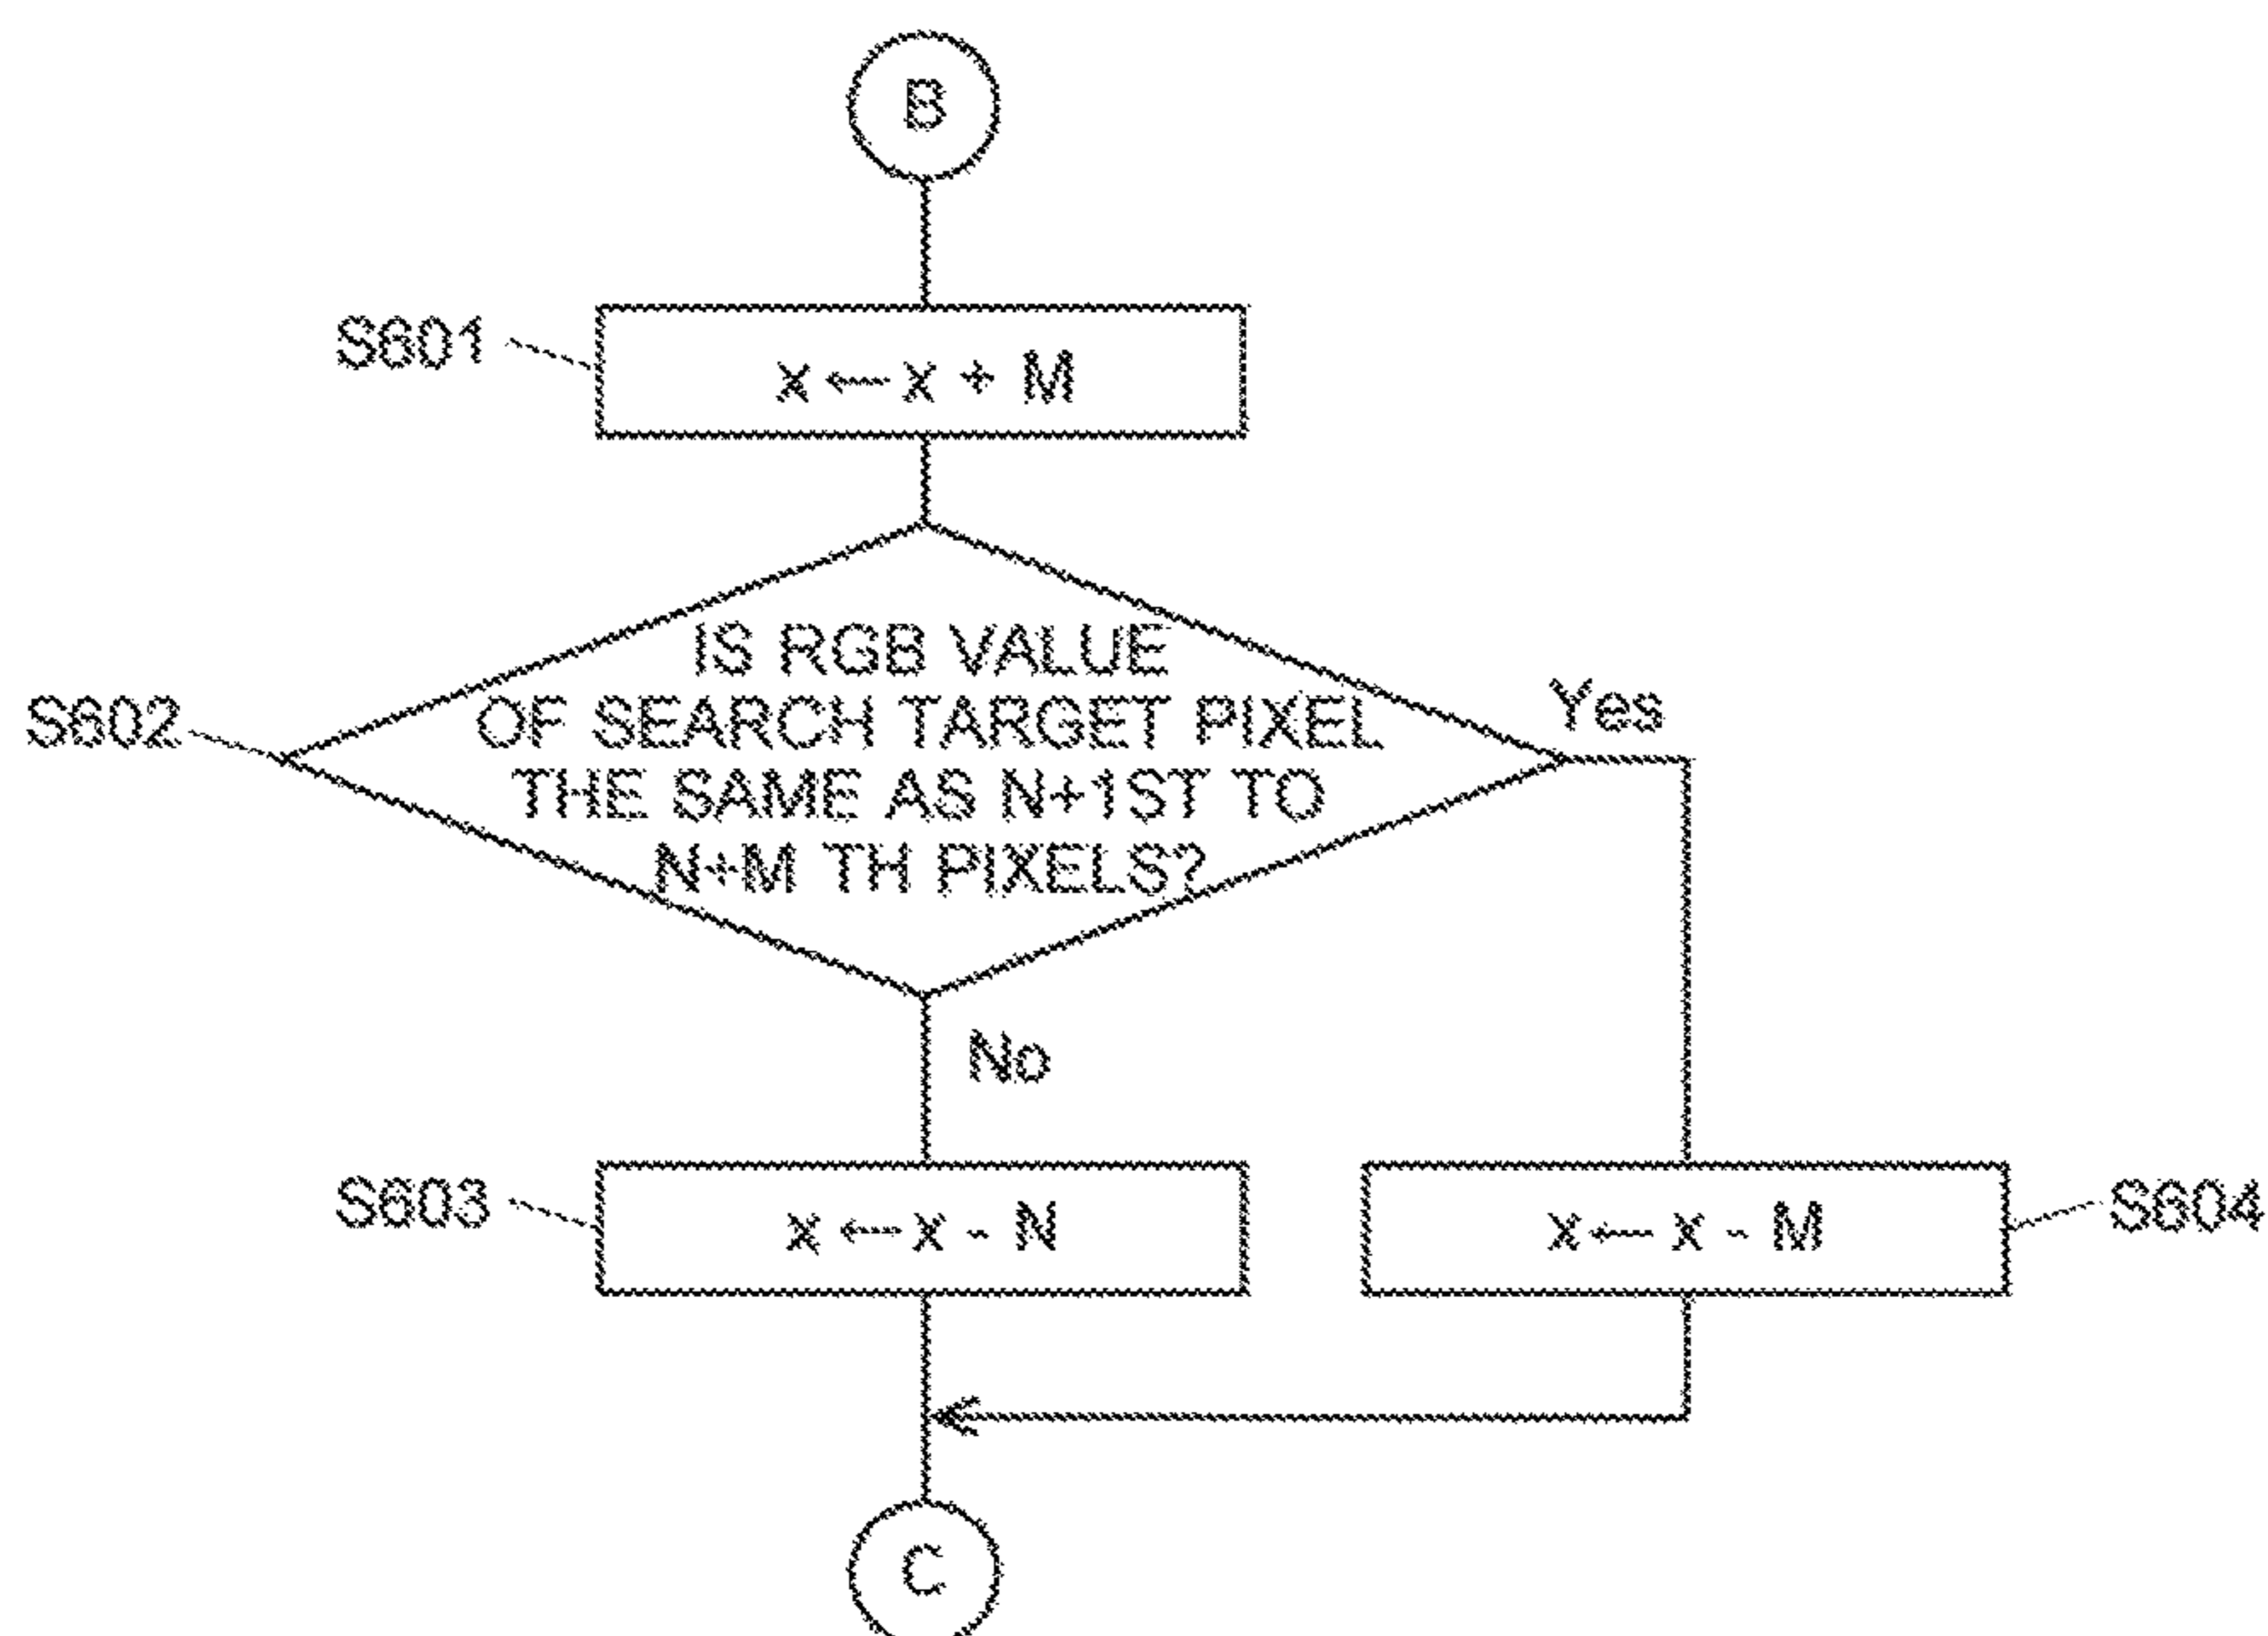 B
S601
x ← x + M
IS RGB VALUE
OF SEARCH TARGET PIXEL
THE SAME AS N+1ST TO
N+M TH PIXELS?
S602
Yes
No
S603
x ← x - N
x ← x - M
S604
C